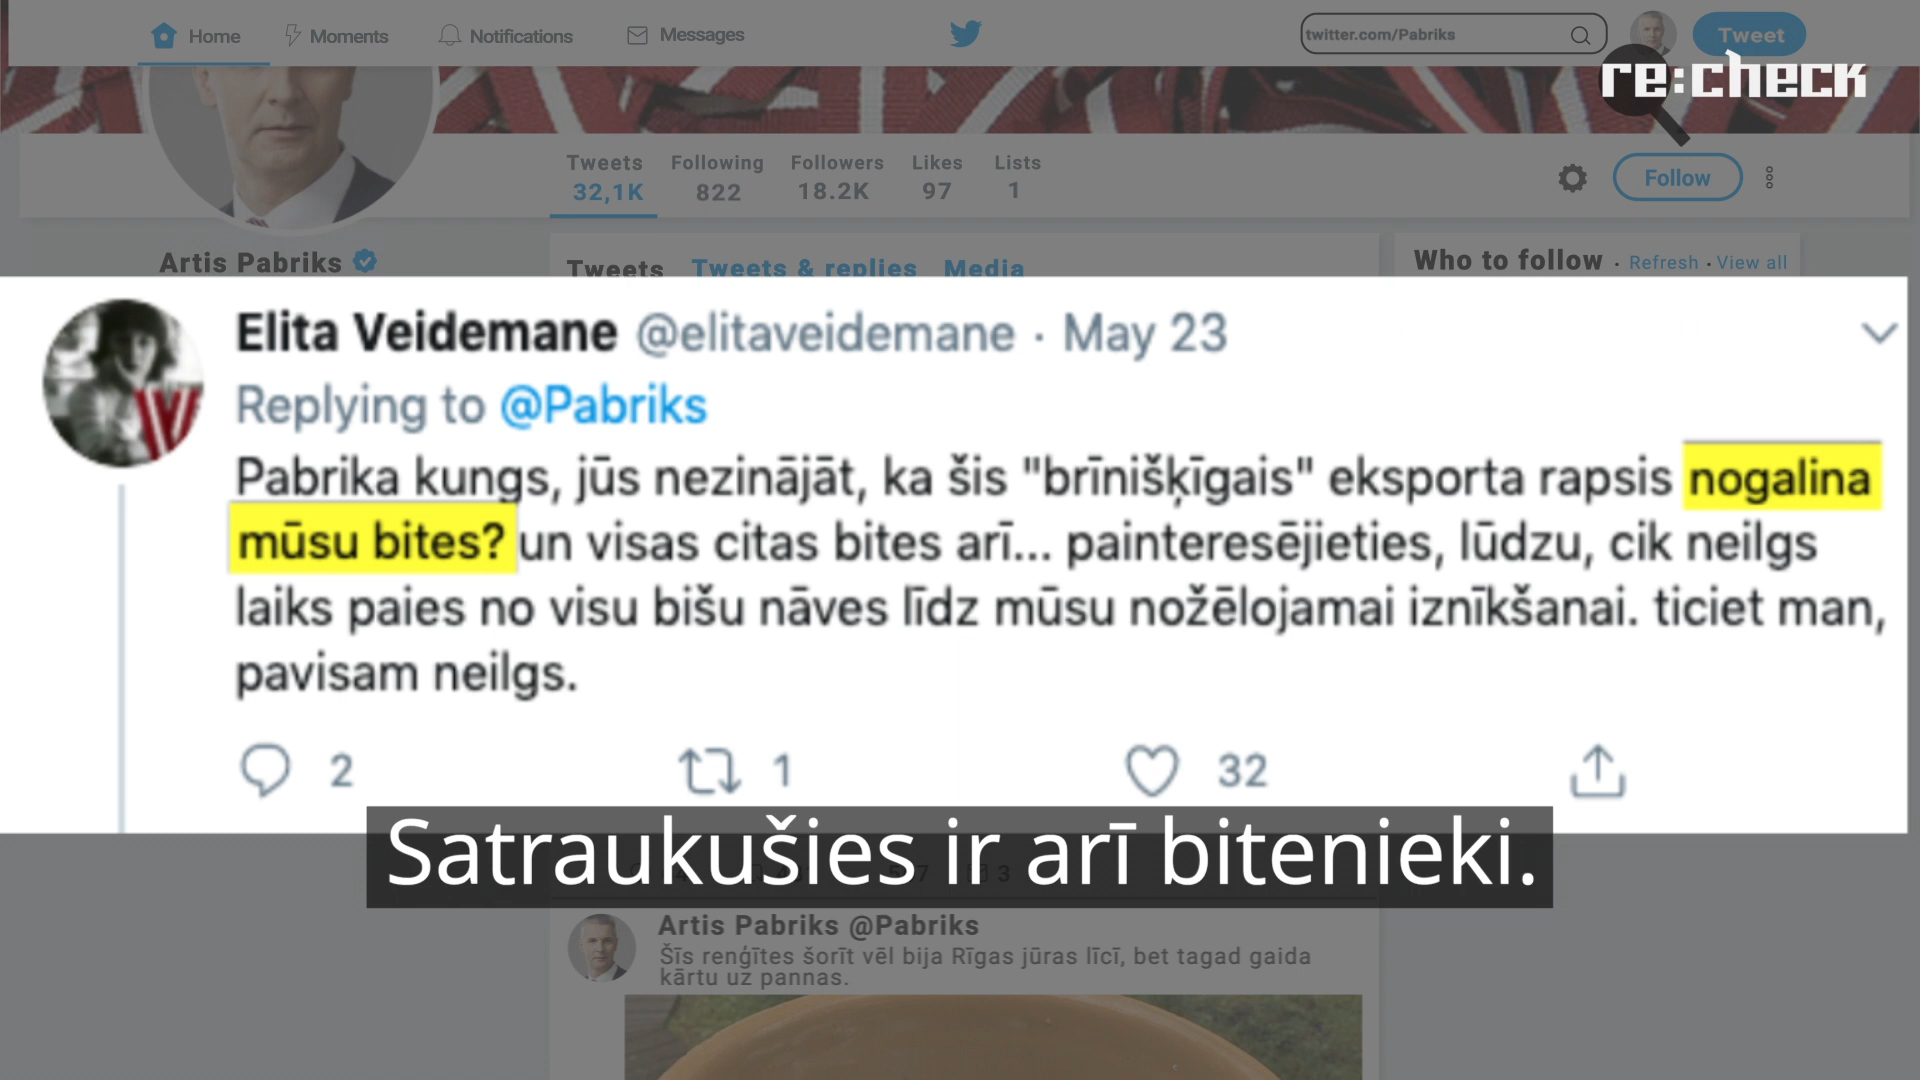 Home Moments Notifications Messages twitter.com/Pabriks Tweet
re:check
Tweets Following Followers Likes Lists
32,1K 822 18.2K 97 1
Follow
Artis Pabriks
Tweets Tweets & replies Media
Who to follow · Refresh · View all
Elita Veidemane @elitaveidemane · May 23
Replying to @Pabriks
Pabrika kungs, jūs nezinājāt, ka šis "brīnišķīgais" eksporta rapsis nogalina
mūsu bites? un visas citas bites arī... painteresējieties, lūdzu, cik neilgs
laiks paies no visu bišu nāves līdz mūsu nožēlojamai iznīkšanai. ticiet man,
pavisam neilgs.
2 1 32
Satraukušies ir arī bitenieki.
Artis Pabriks @Pabriks
Šīs renģītes šorīt vēl bija Rīgas jūras līcī, bet tagad gaida
kārtu uz pannas.